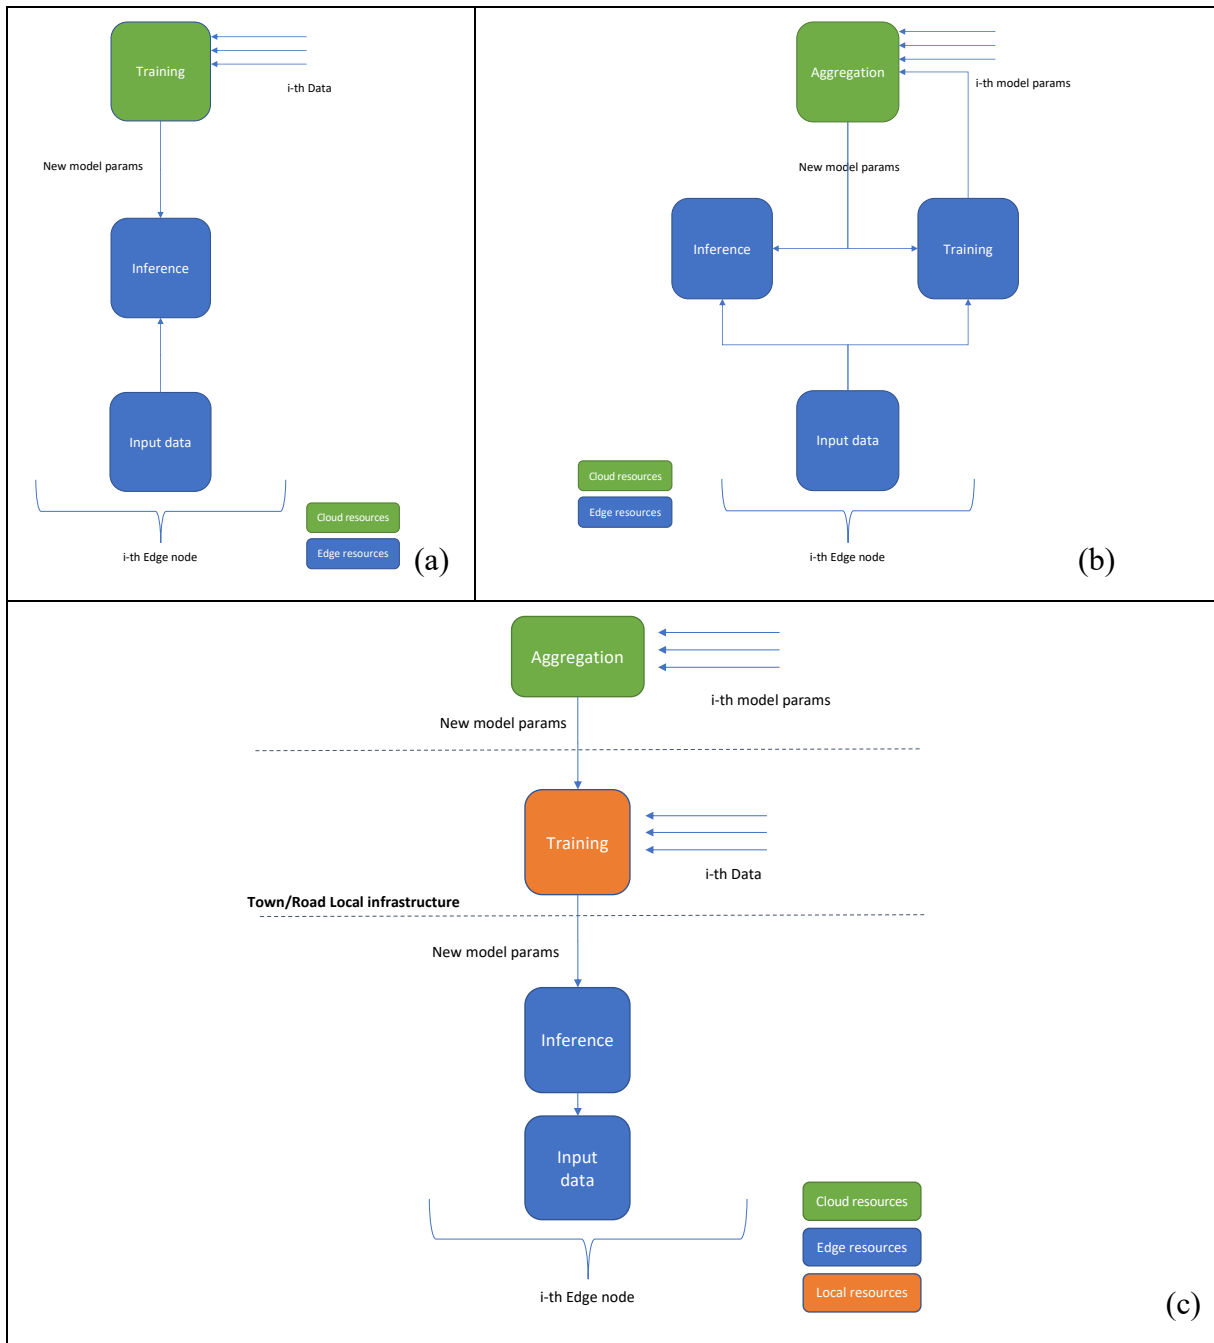 Training
i-th Data
New model params
Inference
Input data
Cloud resources
Edge resources
i-th Edge node
(a)
Aggregation
i-th model params
New model params
Inference
Training
Input data
Cloud resources
Edge resources
i-th Edge node
(b)
Aggregation
i-th model params
New model params
Training
i-th Data
Town/Road Local infrastructure
New model params
Inference
Input
data
Cloud resources
Edge resources
Local resources
i-th Edge node
(c)